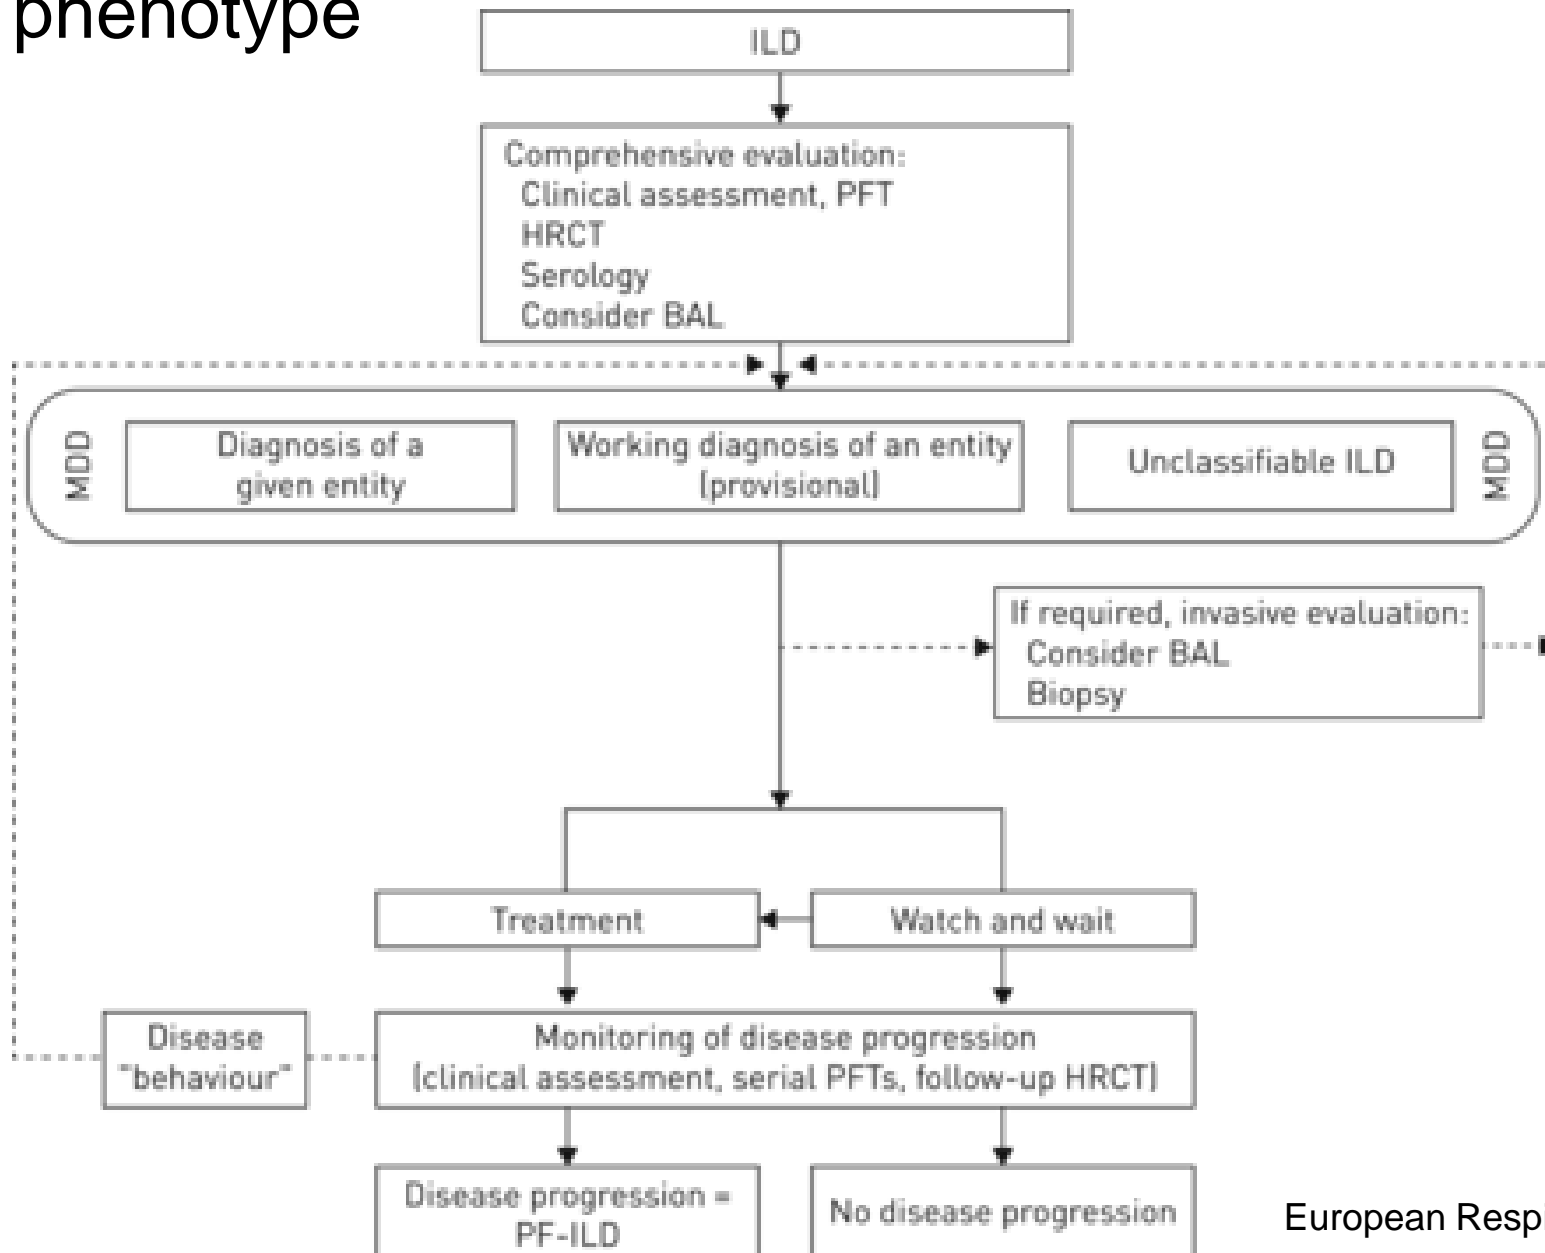 phenotype
ILD
Comprehensive evaluation:
Clinical assessment, PFT
HRCT
Serology
Consider BAL
MDD
Diagnosis of a
given entity
Working diagnosis of an entity
(provisional)
Unclassifiable ILD
MDD
If required, invasive evaluation:
Consider BAL
Biopsy
Treatment
Watch and wait
Disease
"behaviour"
Monitoring of disease progression
(clinical assessment, serial PFTs, follow-up HRCT)
Disease progression =
PF-ILD
No disease progression
European Respi